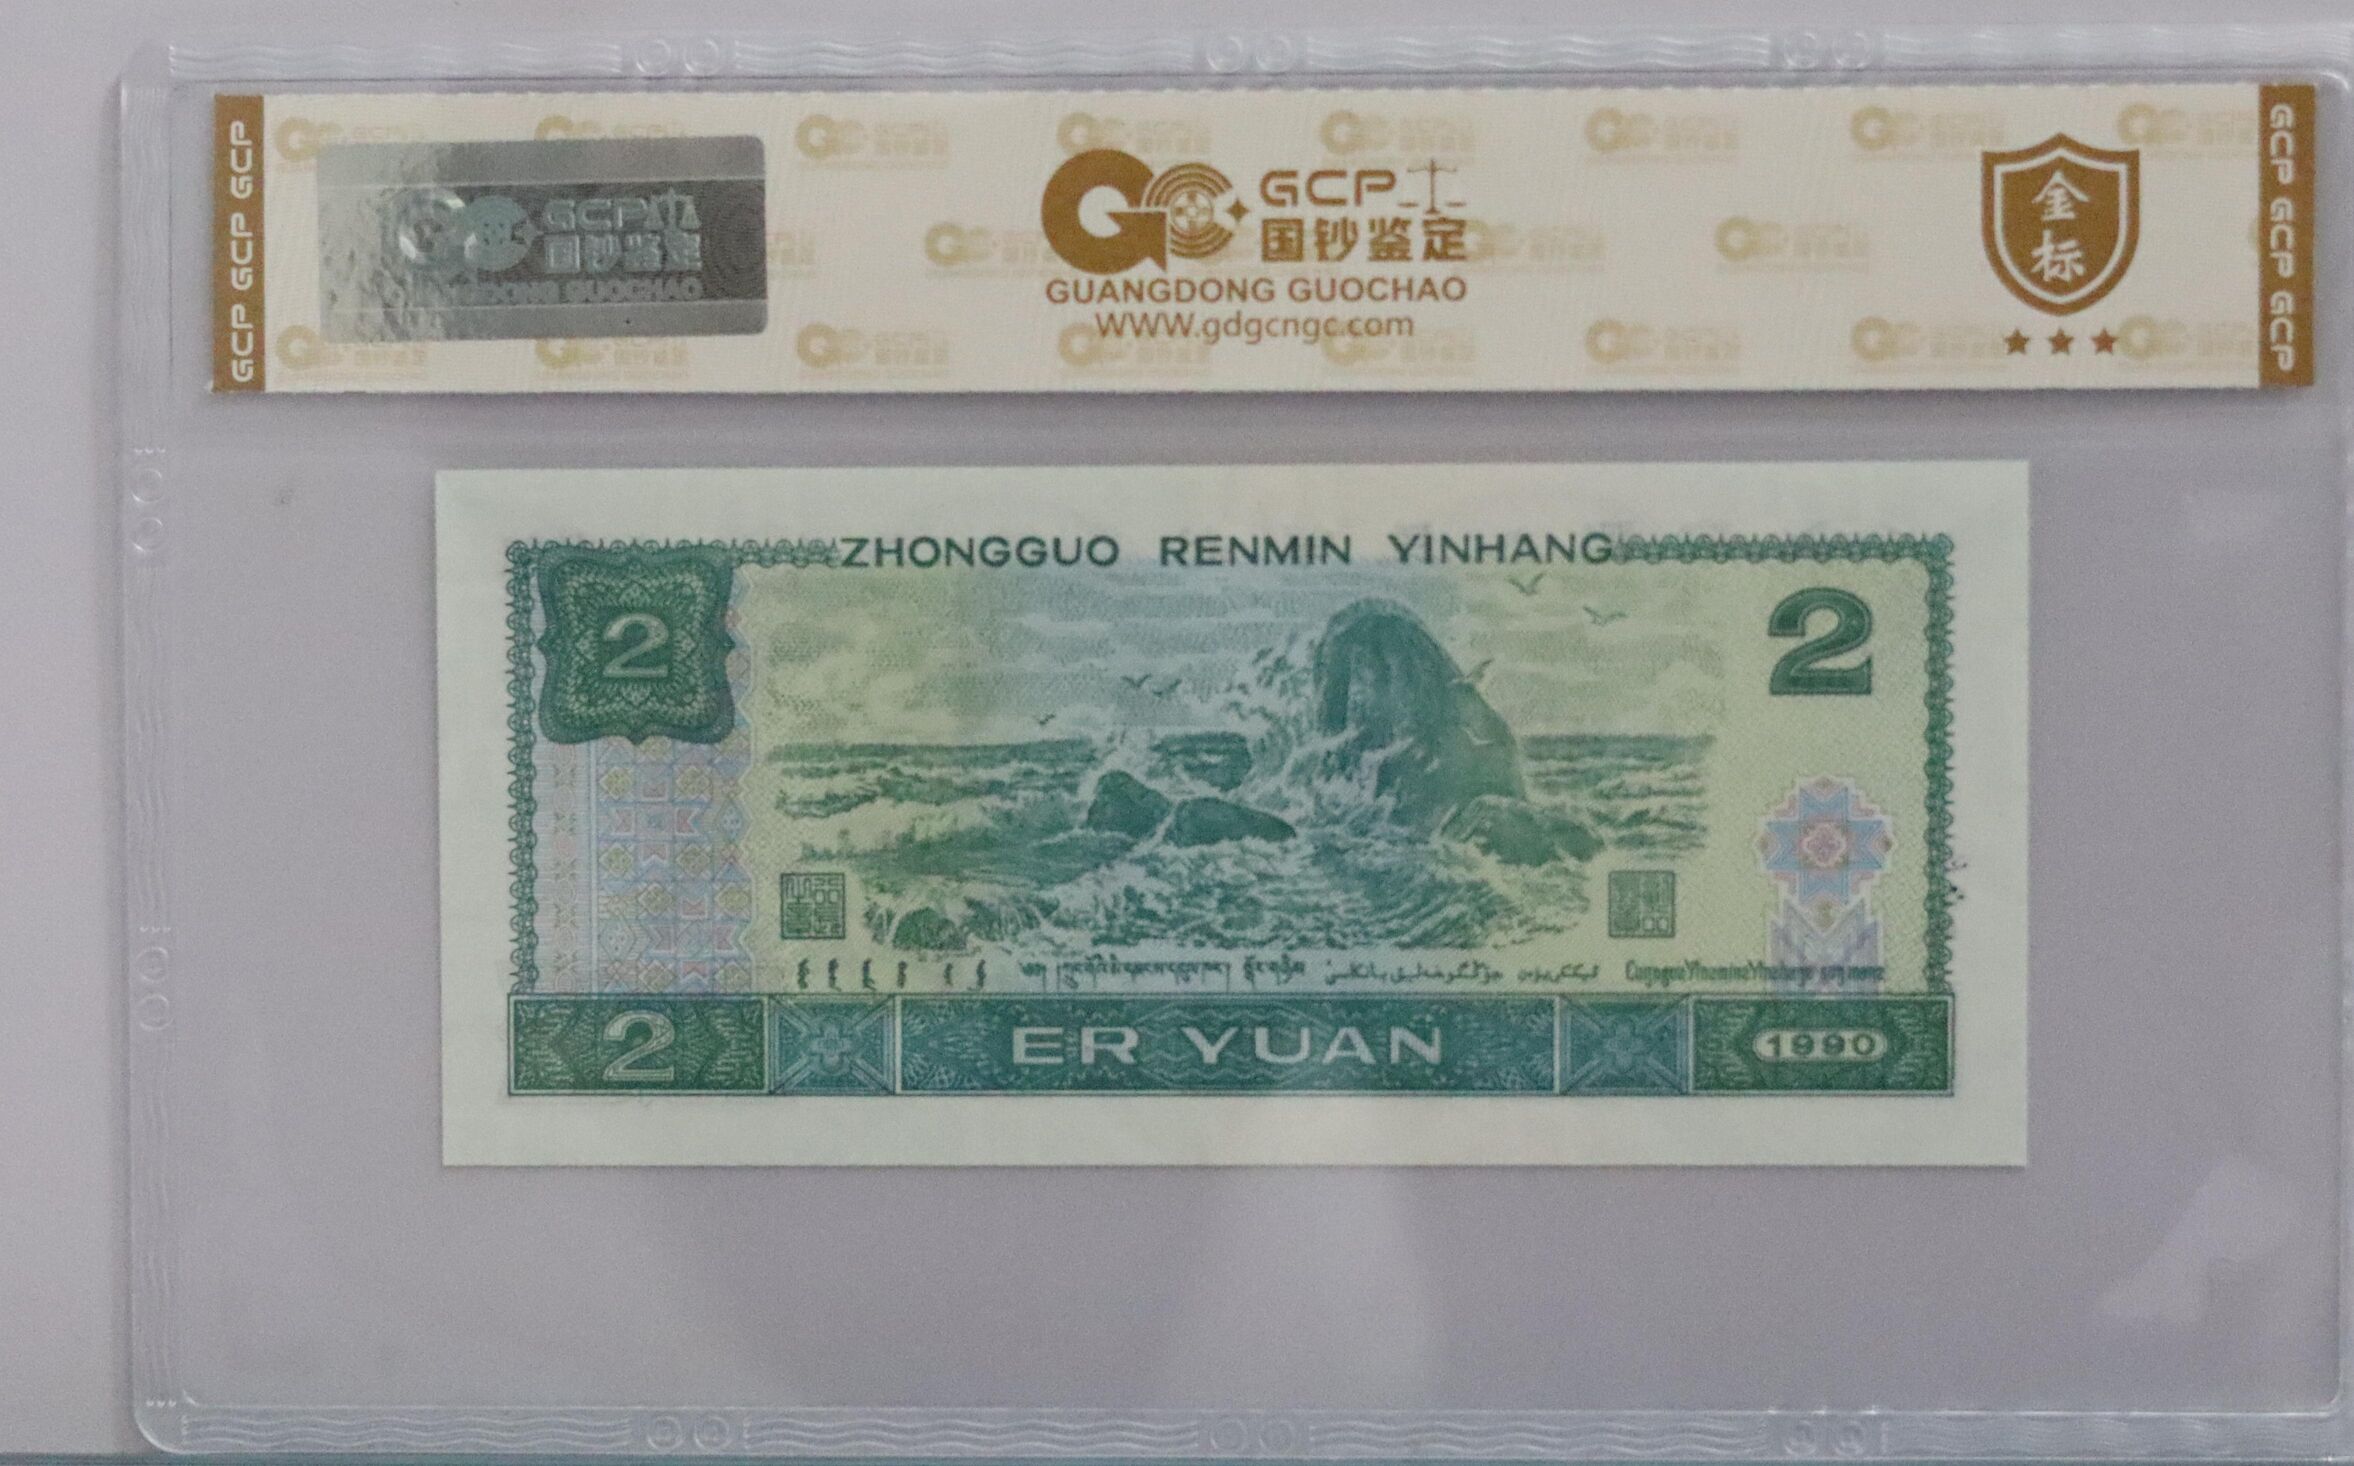 GCP GCP GCP
GCP
国钞鉴定
GUANGDONG GUOCHAO
GCP
国钞鉴定
GUANGDONG GUOCHAO
WWW.gdgcngc.com
金
标
GCP GCP GCP
ZHONGGUO RENMIN YINHANG
2
2
2
ER YUAN
1990